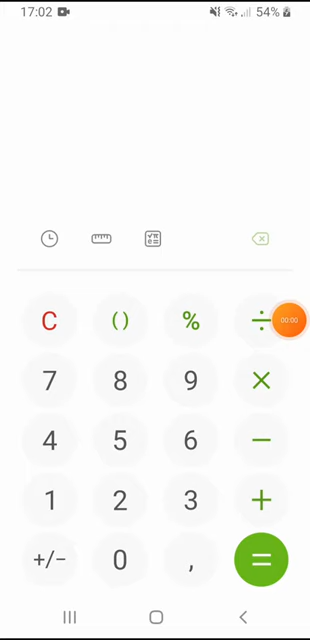 17:02 54%
C ( ) % ÷ 00:00
7 8 9 ×
4 5 6 −
1 2 3 +
+/− 0 , =